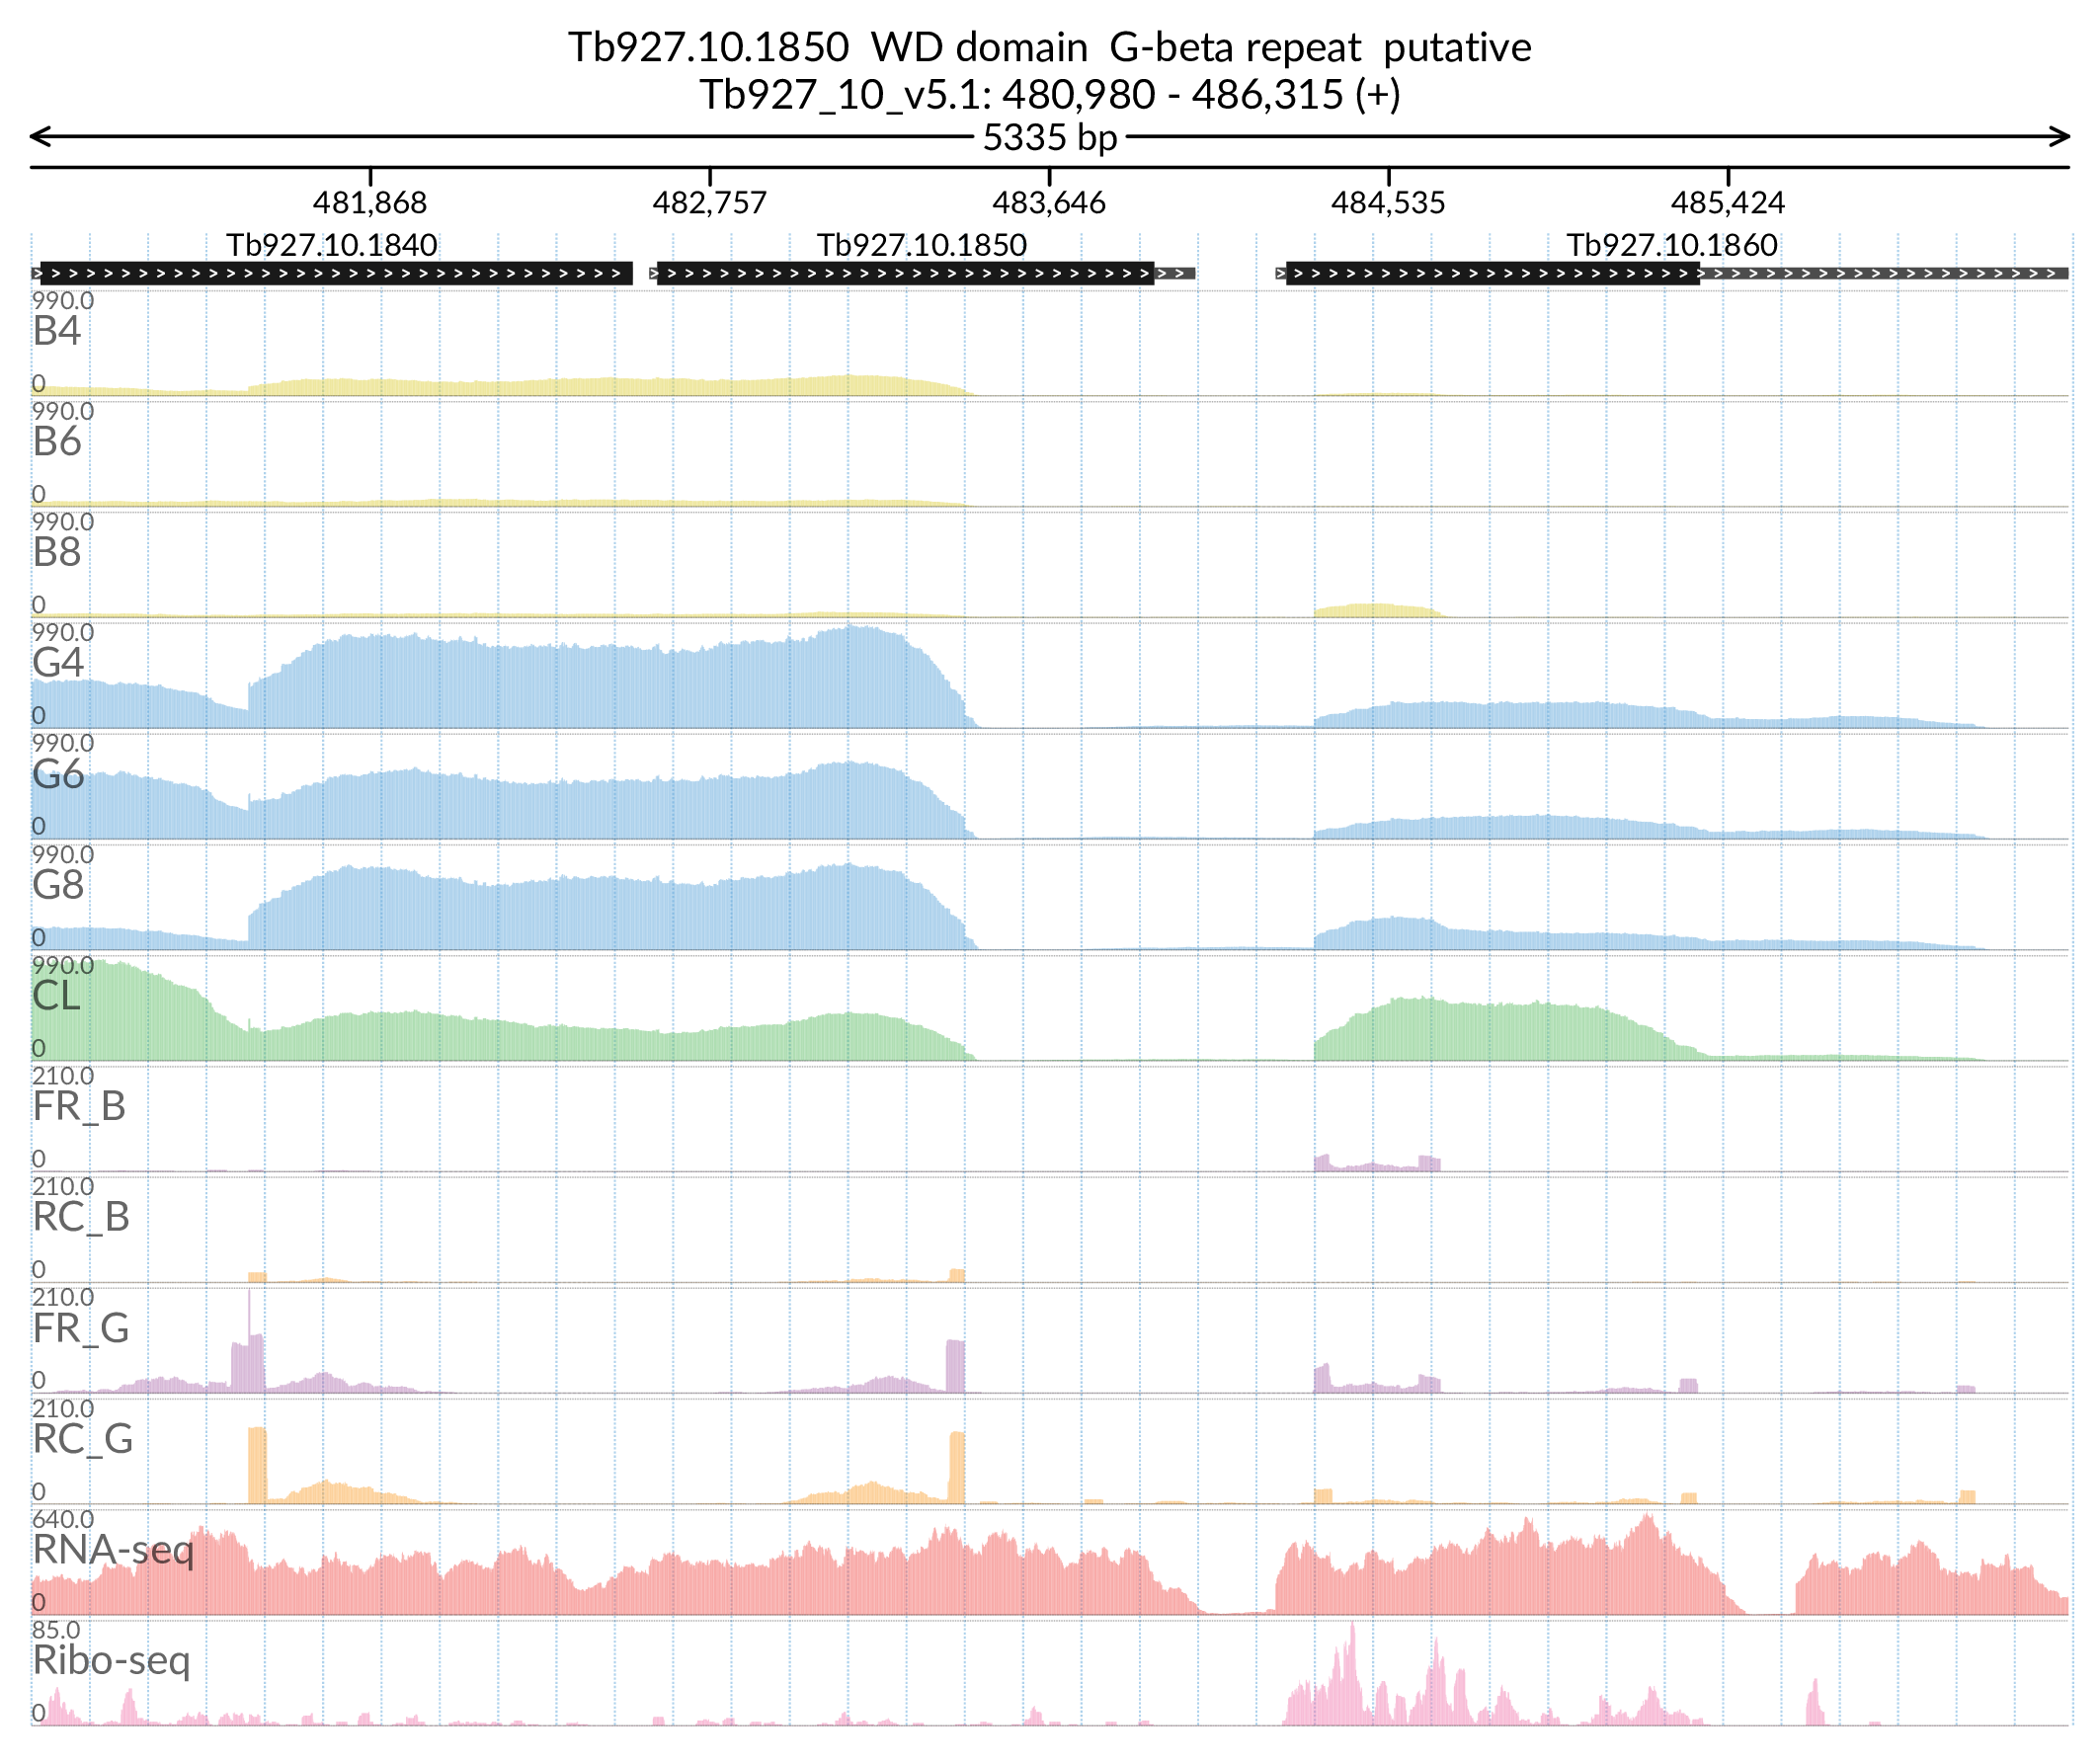 Tb927.10.1850 WD domain G-beta repeat putative
Tb927_10_v5.1: 480,980 - 486,315 (+)
5335 bp
481,868 482,757 483,646 484,535 485,424
Tb927.10.1840 Tb927.10.1850 Tb927.10.1860
990.0
B4
0
990.0
B6
0
990.0
B8
0
990.0
G4
0
990.0
G6
0
990.0
G8
0
990.0
CL
0
210.0
FR_B
0
210.0
RC_B
0
210.0
FR_G
0
210.0
RC_G
0
640.0
RNA-seq
0
85.0
Ribo-seq
0